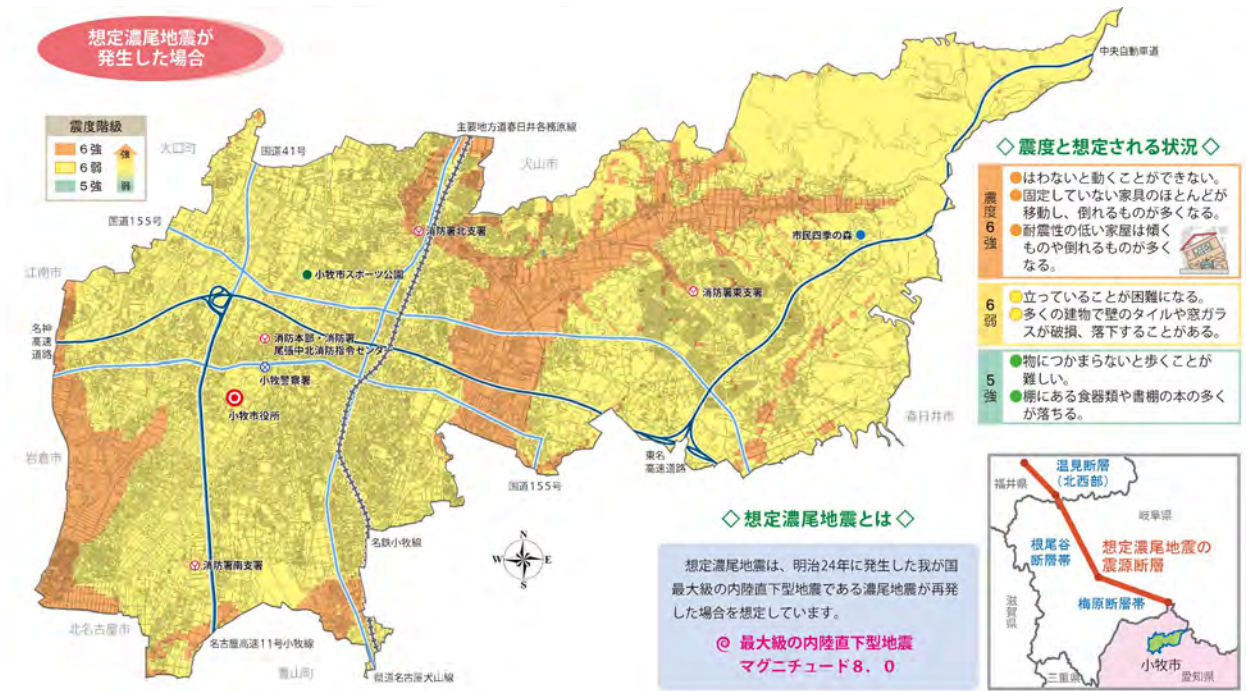 想定濃尾地震が
発生した場合
震度階級
6強
6弱
5強
強
弱
中央自動車道
主要地方道春日井各務原線
国道41号
大口町
犬山市
国道155号
江南市
消防署北支署
市民四季の森
小牧市スポーツ公園
消防署東支署
名神
高速
道路
消防本部・消防署
尾張中北消防指令センター
小牧警察署
小牧市役所
春日井市
岩倉市
東名
高速道路
国道155号
名鉄小牧線
消防署南支署
北名古屋市
名古屋高速11号小牧線
豊山町
県道名古屋犬山線
N
W
E
S
◇震度と想定される状況◇
震度6強
はわないと動くことができない。
固定していない家具のほとんどが
移動し、倒れるものが多くなる。
耐震性の低い家屋は傾く
ものや倒れるものが多く
なる。
6弱
立っていることが困難になる。
多くの建物で壁のタイルや窓ガラ
スが破損、落下することがある。
5強
物につかまらないと歩くことが
難しい。
棚にある食器類や書棚の本の多く
が落ちる。
◇想定濃尾地震とは◇
想定濃尾地震は、明治24年に発生した我が国
最大級の内陸直下型地震である濃尾地震が再発
した場合を想定しています。
最大級の内陸直下型地震
マグニチュード8．0
福井県
温見断層
（北西部）
岐阜県
根尾谷
断層帯
想定濃尾地震の
震源断層
梅原断層帯
滋賀県
小牧市
三重県
愛知県